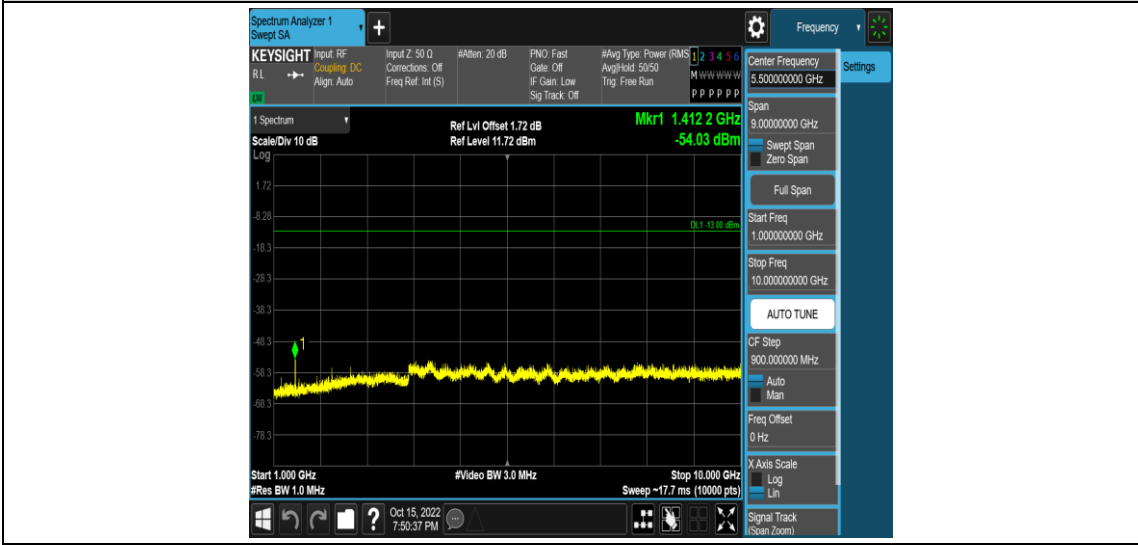 Spectrum Analyzer 1
Swept SA
+
Frequency
KEYSIGHT
RL
LM
Input: RF
Coupling: DC
Align: Auto
Input Z: 50 Ω
Corrections: Off
Freq Ref: Int (S)
#Atten: 20 dB
PNO: Fast
Gate: Off
IF Gain: Low
Sig Track: Off
#Avg Type: Power (RMS
Avg|Hold: 50/50
Trig: Free Run
1 2 3 4 5 6
M W W W W W
P P P P P P
1 Spectrum
Scale/Div 10 dB
Log
Ref Lvl Offset 1.72 dB
Ref Level 11.72 dBm
Mkr1 1.412 2 GHz
-54.03 dBm
1.72
-8.28
DL1 -13.00 dBm
-18.3
-28.3
-38.3
-48.3
1
-58.3
-68.3
-78.3
Start 1.000 GHz
#Res BW 1.0 MHz
#Video BW 3.0 MHz
Stop 10.000 GHz
Sweep ~17.7 ms (10000 pts)
?
Oct 15, 2022
7:50:37 PM
Center Frequency
5.500000000 GHz
Settings
Span
9.00000000 GHz
Swept Span
Zero Span
Full Span
Start Freq
1.000000000 GHz
Stop Freq
10.000000000 GHz
AUTO TUNE
CF Step
900.000000 MHz
Auto
Man
Freq Offset
0 Hz
X Axis Scale
Log
Lin
Signal Track
(Span Zoom)